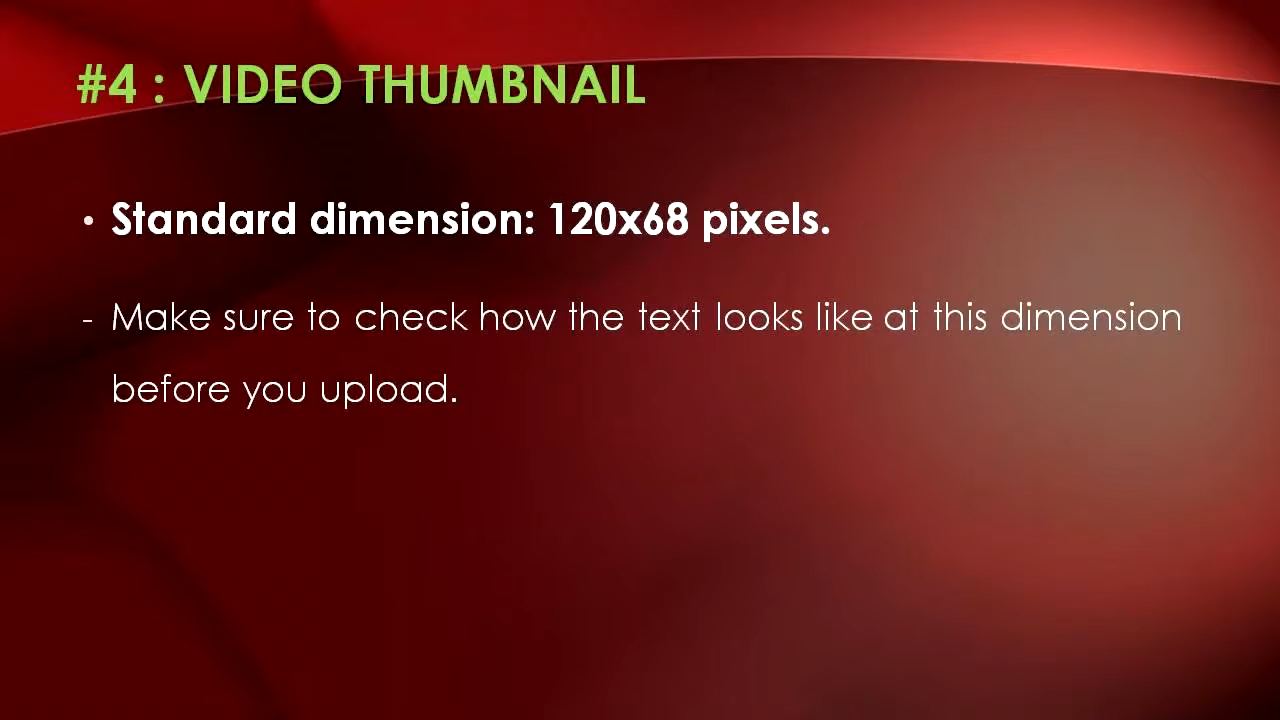 #4 : VIDEO THUMBNAIL
• Standard dimension: 120x68 pixels.
- Make sure to check how the text looks like at this dimension
before you upload.